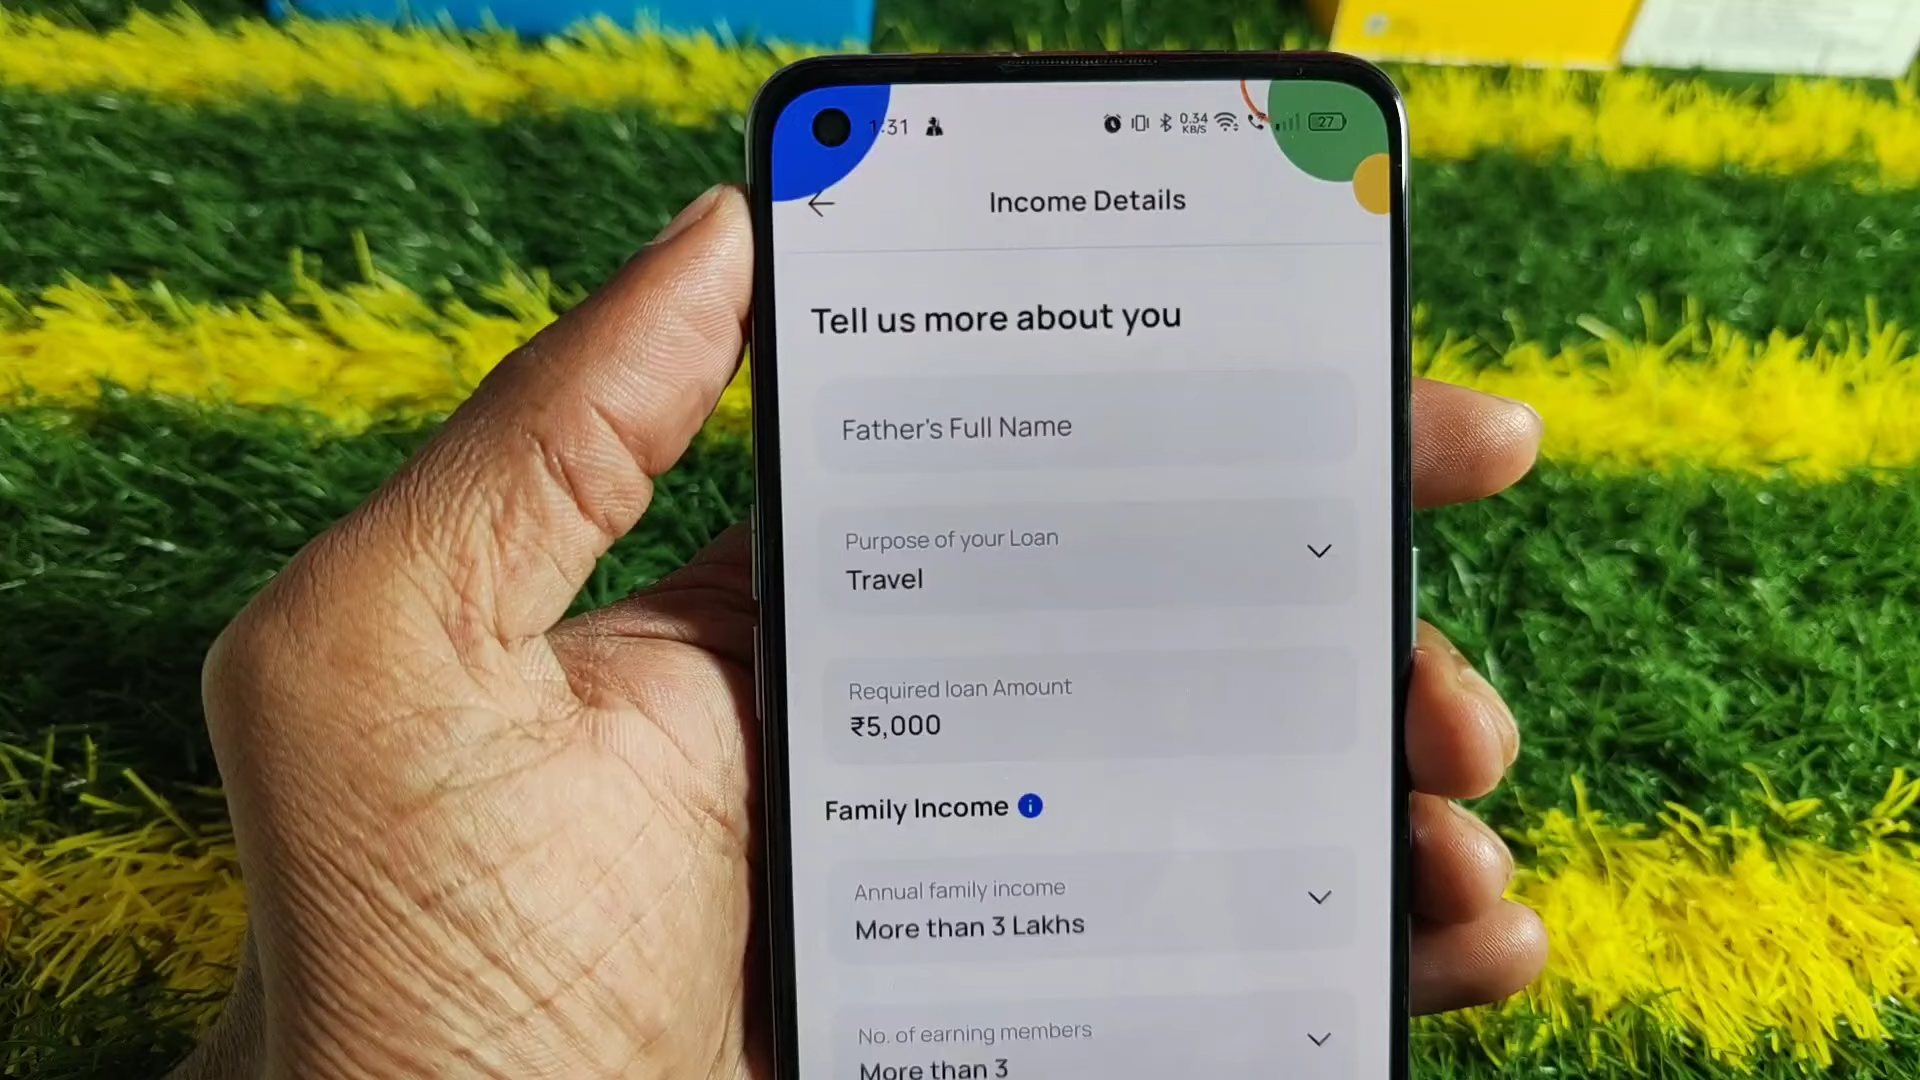 1:31
0.34
KB/S
27
Income Details
Tell us more about you
Father's Full Name
Purpose of your Loan
Travel
Required loan Amount
₹5,000
Family Income
Annual family income
More than 3 Lakhs
No. of earning members
More than 3